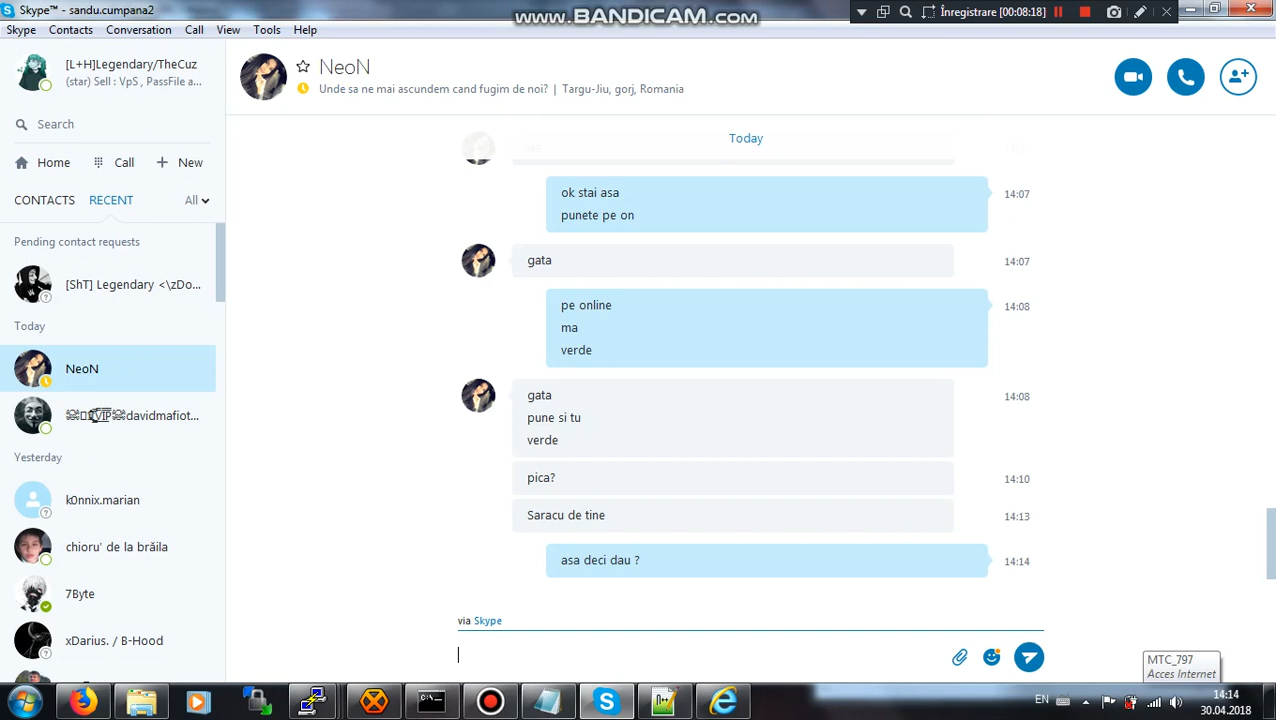 Skype™ - sandu.cumpana2
www.BANDICAM.com
Înregistrare [00:08:18]
Skype Contacts Conversation Call View Tools Help
[L+H]Legendary/TheCuz
(star) Sell : VpS , PassFile a...
Search
Home Call New
CONTACTS RECENT All
Pending contact requests
[ShT] Legendary <\zDo...
Today
NeoN
VIP davidmafiot...
Yesterday
k0nnix.marian
chioru' de la brăila
7Byte
xDarius. / B-Hood
NeoN
Unde sa ne mai ascundem cand fugim de noi? | Targu-Jiu, gorj, Romania
Today
ok stai asa
14:07
punete pe on
gata
14:07
pe online
14:08
ma
verde
gata
14:08
pune si tu
verde
pica?
14:10
Saracu de tine
14:13
asa deci dau ?
14:14
via Skype
MTC_797
Acces Internet
EN
14:14
30.04.2018